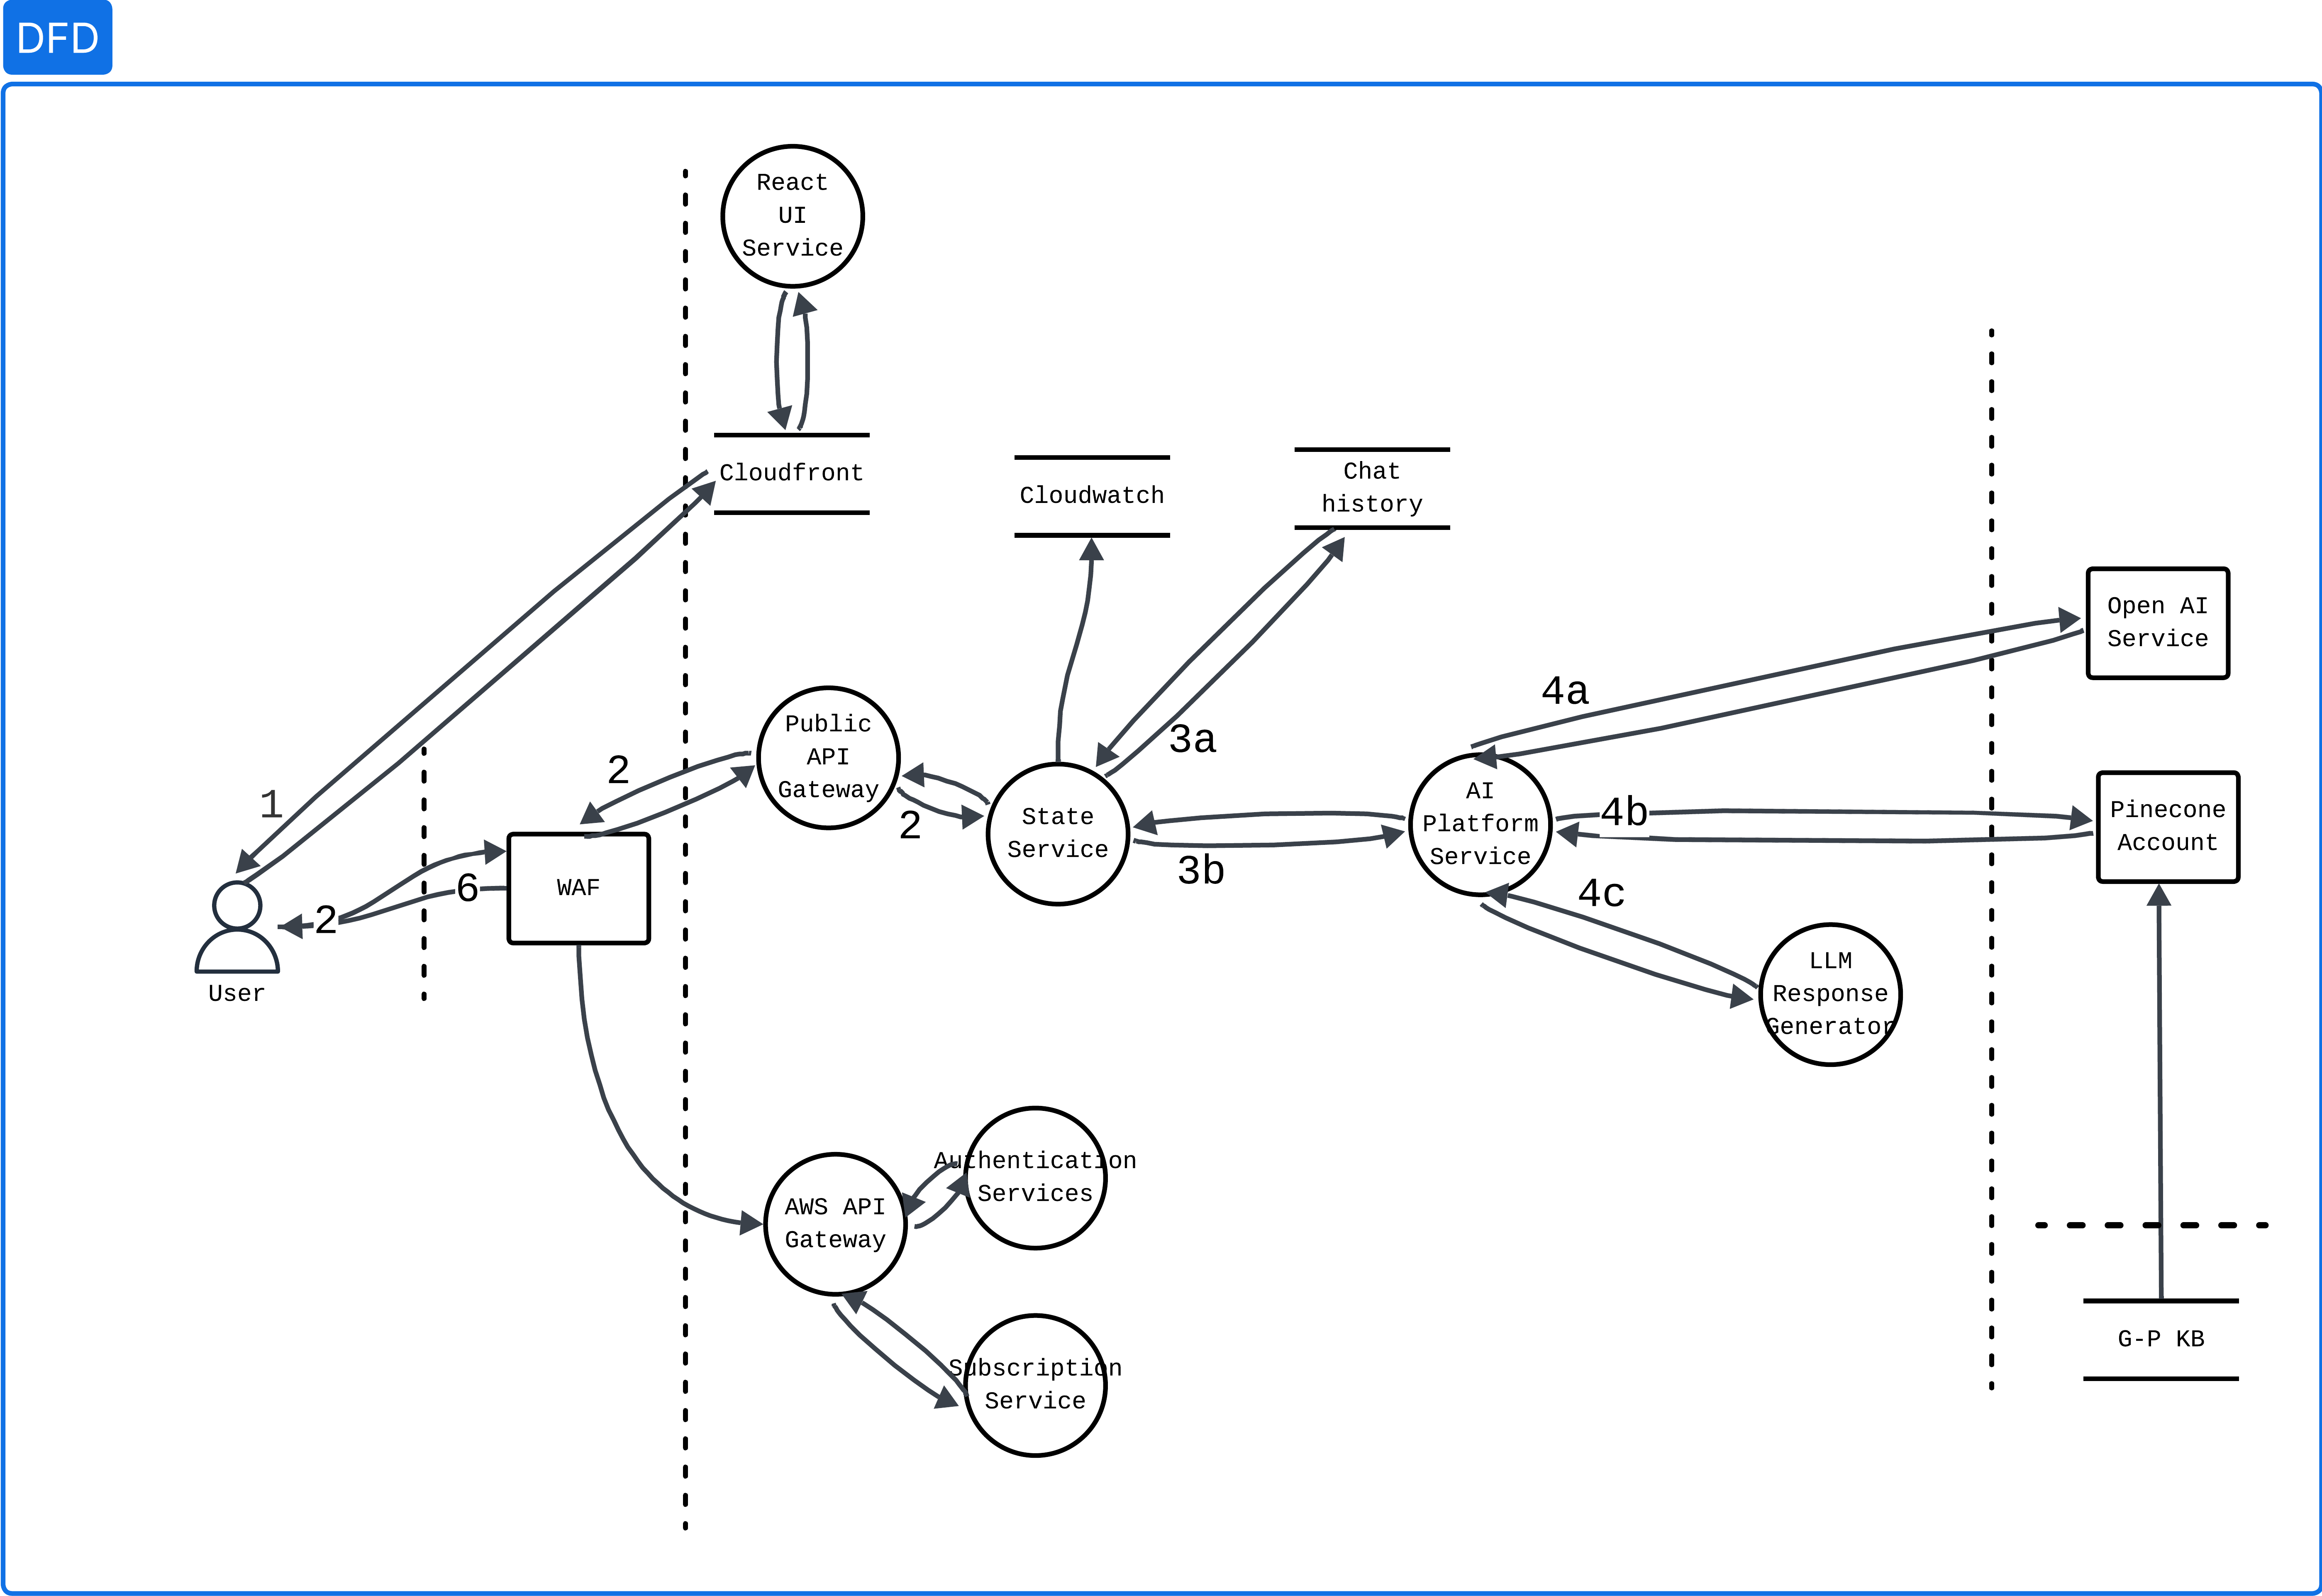 DFD
React
UI
Service
Cloudfront
Cloudwatch
Chat
history
Open AI
Service
4a
Public
API
Gateway
2
3a
1
State
Service
2
AI
Platform
Service
4b
Pinecone
Account
3b
6
WAF
2
4c
User
LLM
Response
Generator
Authentication
Services
AWS API
Gateway
G-P KB
Subscription
Service